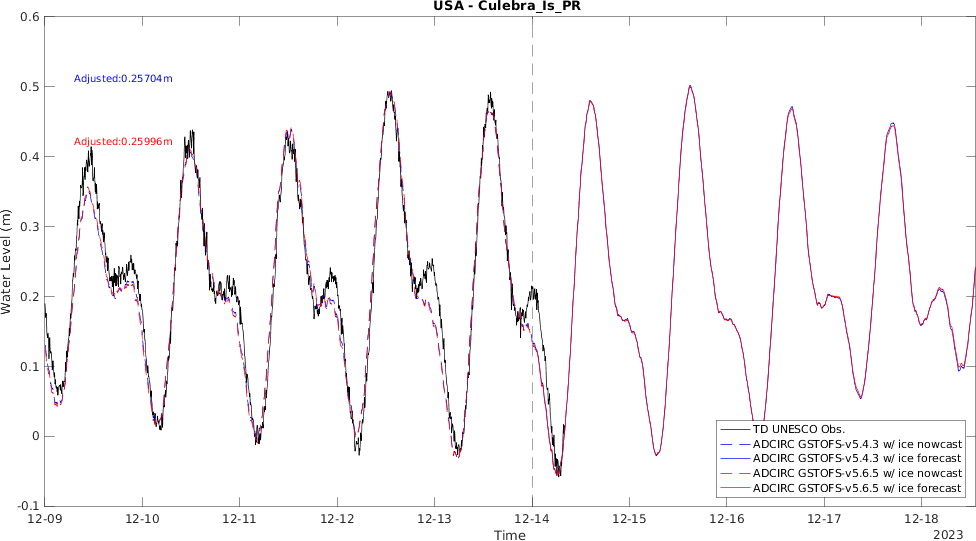 USA - Culebra_Is_PR
0.6
0.5
0.4
0.3
0.2
0.1
0
-0.1
Water Level (m)
Adjusted:0.25704m
Adjusted:0.25996m
TD UNESCO Obs.
ADCIRC GSTOFS-v5.4.3 w/ ice nowcast
ADCIRC GSTOFS-v5.4.3 w/ ice forecast
ADCIRC GSTOFS-v5.6.5 w/ ice nowcast
ADCIRC GSTOFS-v5.6.5 w/ ice forecast
12-09 12-10 12-11 12-12 12-13 12-14 12-15 12-16 12-17 12-18
Time
2023